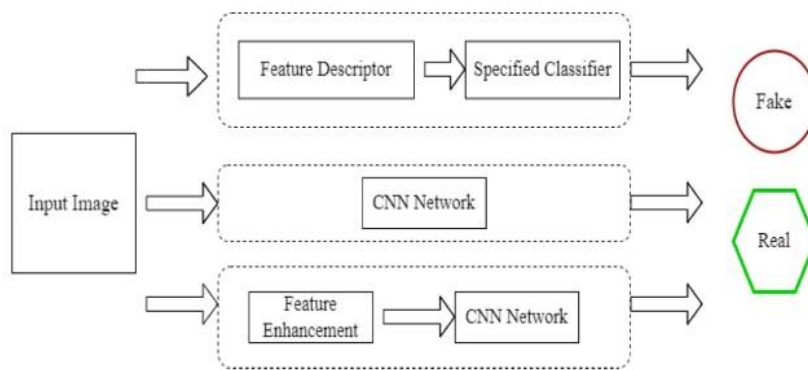 Feature Descriptor
Specified Classifier
Fake
Input Image
CNN Network
Real
Feature
Enhancement
CNN Network